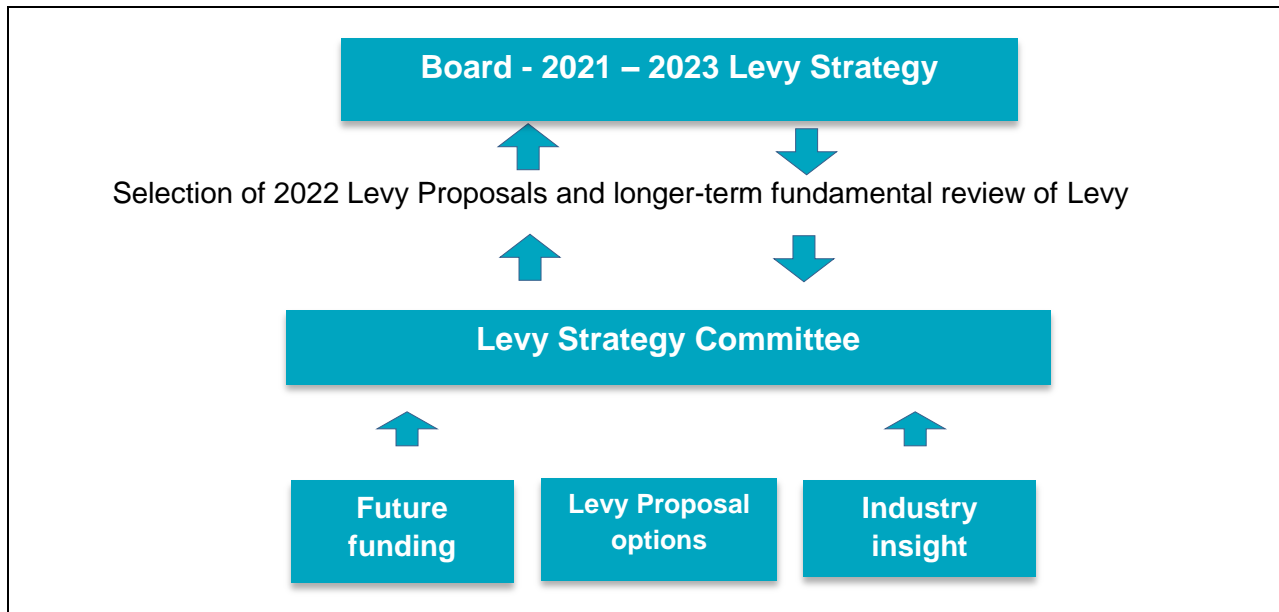 Board - 2021 – 2023 Levy Strategy
Selection of 2022 Levy Proposals and longer-term fundamental review of Levy
Levy Strategy Committee
Future
funding
Levy Proposal
options
Industry
insight